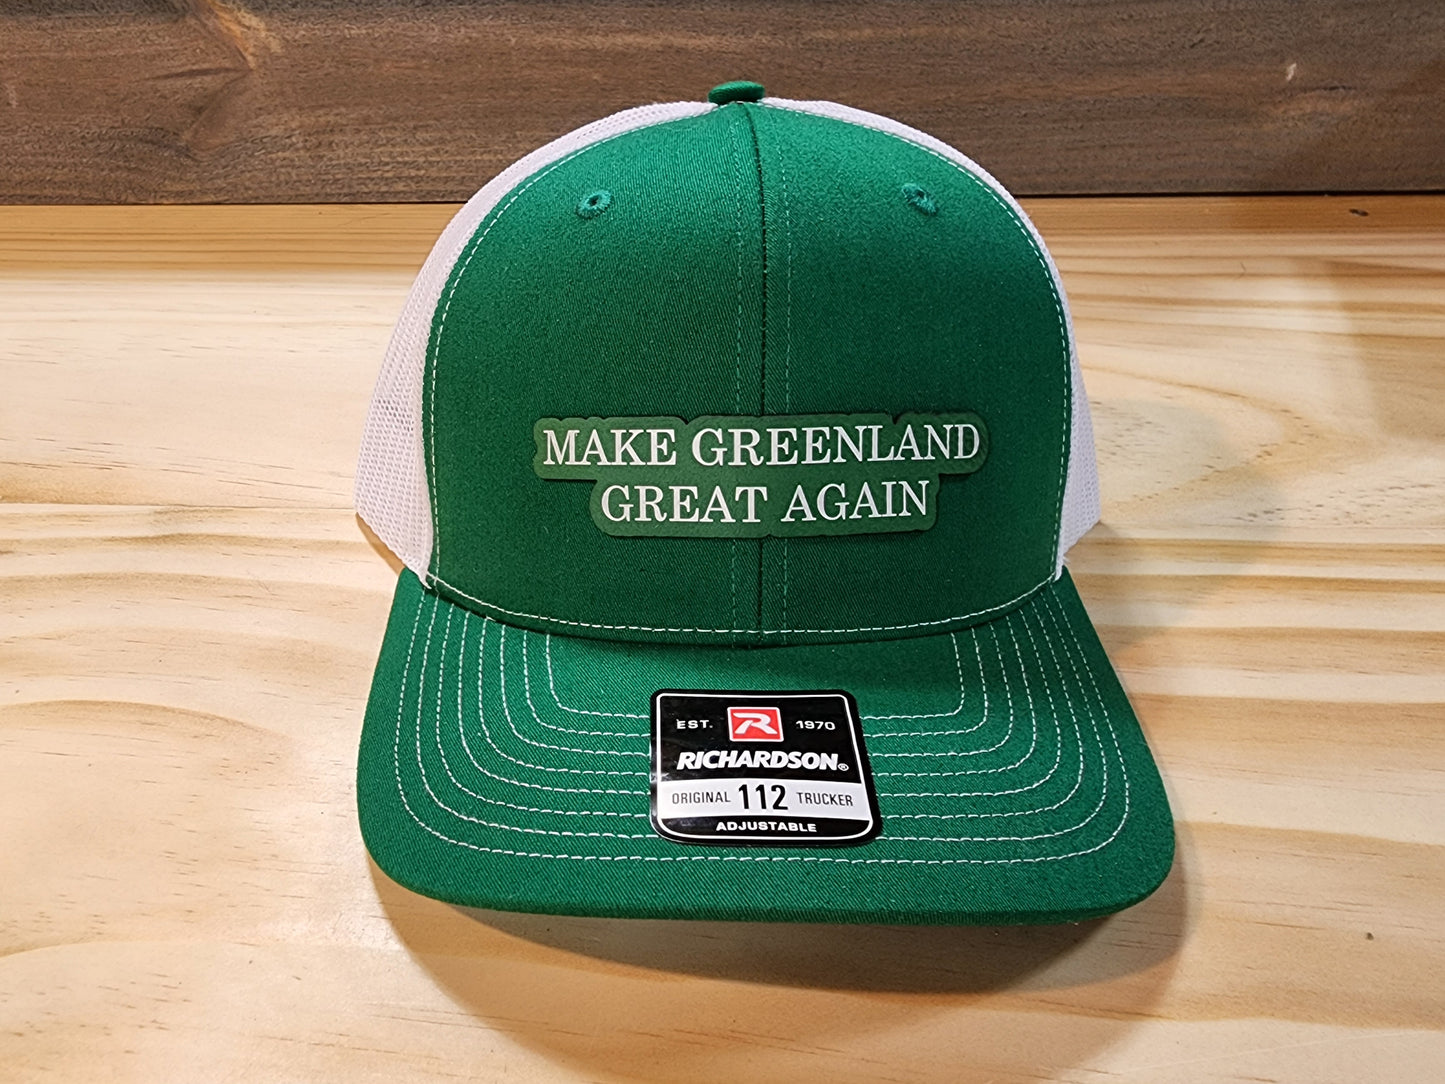 MAKE GREENLAND
GREAT AGAIN
EST. R 1970
RICHARDSON®
ORIGINAL 112 TRUCKER
ADJUSTABLE